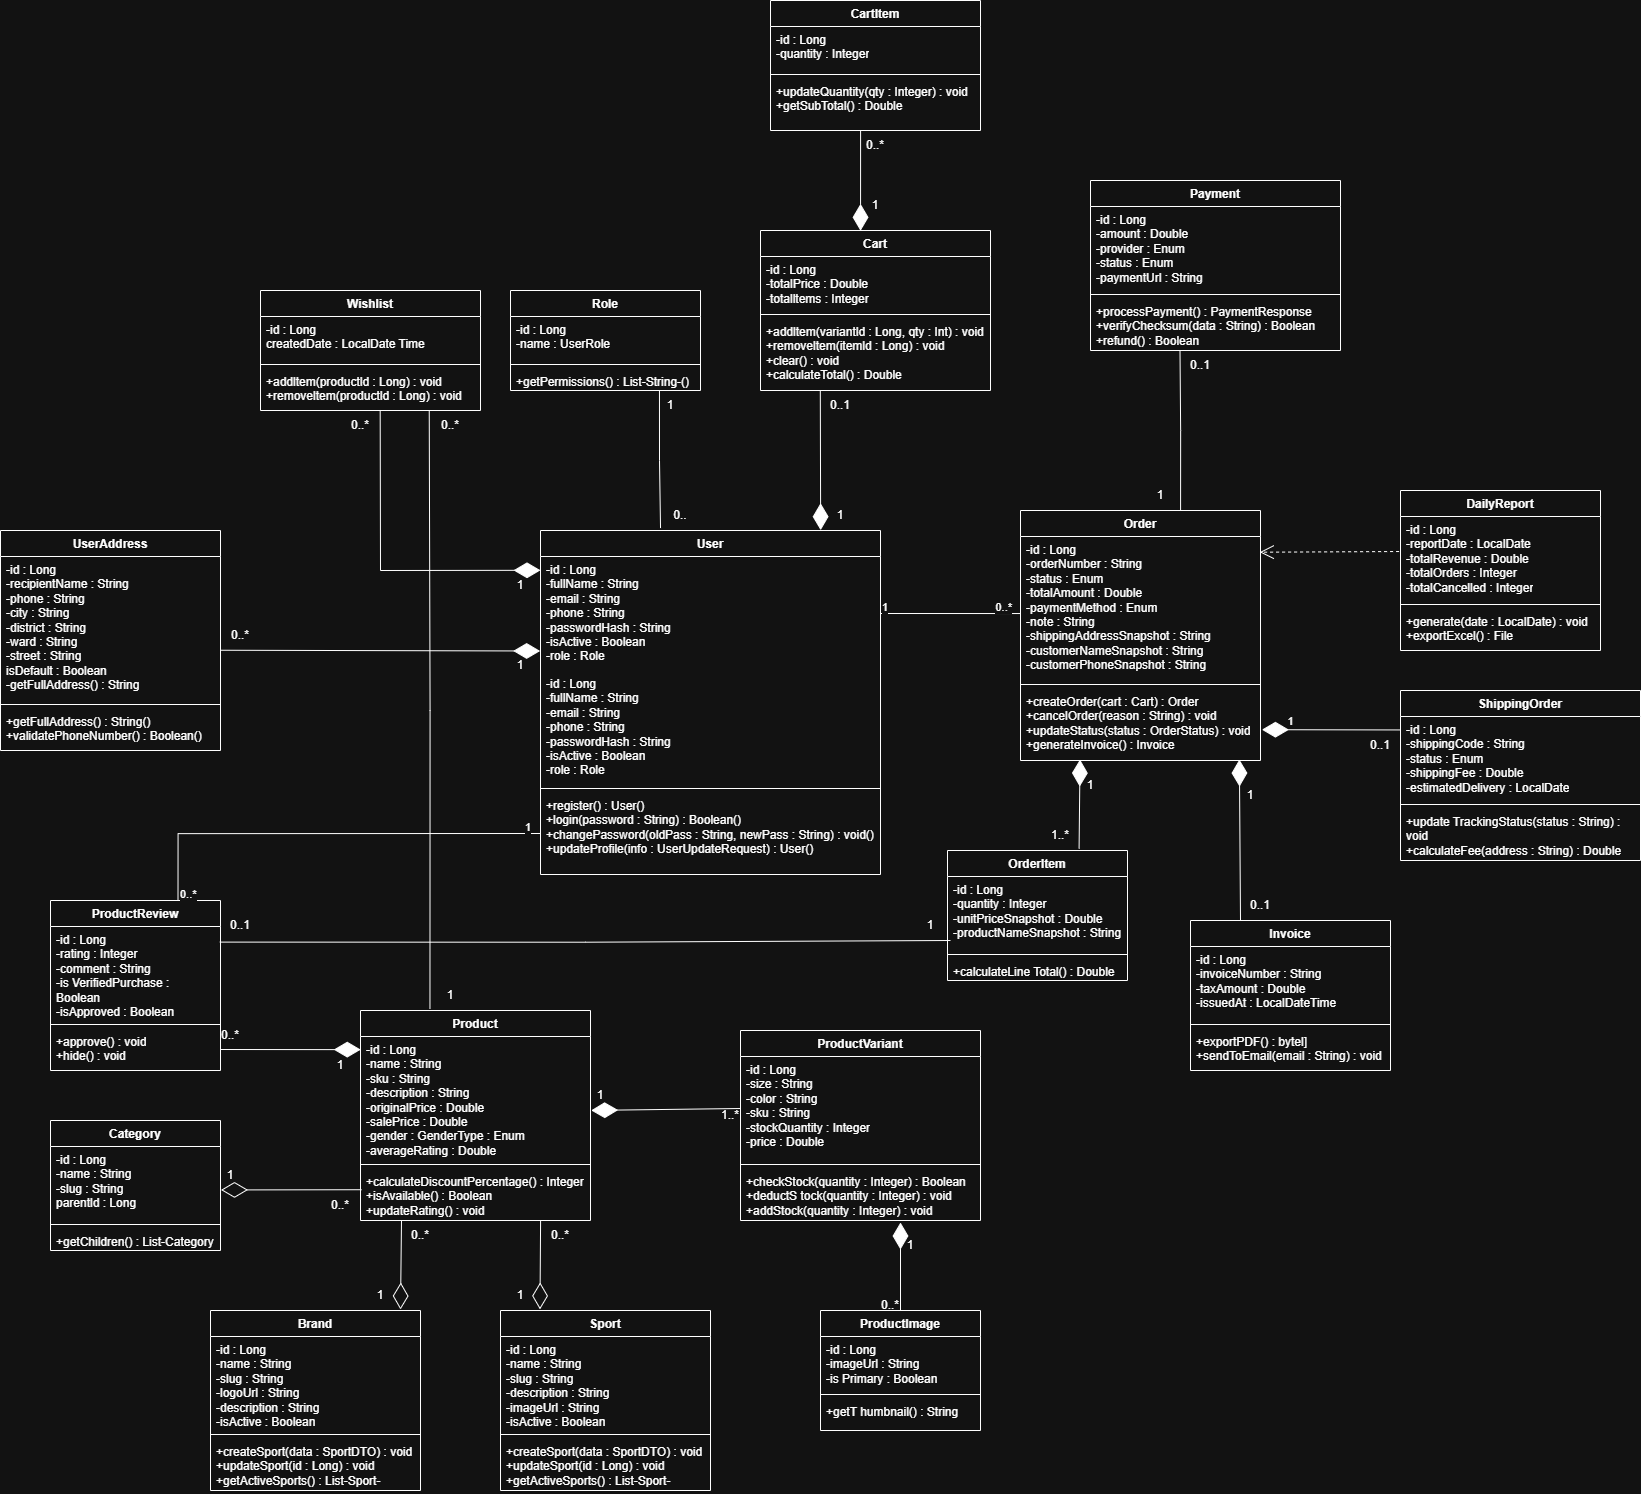 CartItem
-id : Long
-quantity : Integer
+updateQuantity(qty : Integer) : void
+getSubTotal() : Double
0..*
1
Payment
-id : Long
-amount : Double
-provider : Enum
-status : Enum
-paymentUrl : String
+processPayment() : PaymentResponse
+verifyChecksum(data : String) : Boolean
+refund() : Boolean
0..1
1
Cart
-id : Long
-totalPrice : Double
-totalItems : Integer
+addItem(variantId : Long, qty : Int) : void
+removeItem(itemId : Long) : void
+clear() : void
+calculateTotal() : Double
0..1
1
Wishlist
-id : Long
createdDate : LocalDate Time
+addItem(productId : Long) : void
+removeItem(productId : Long) : void
0..*
0..*
Role
-id : Long
-name : UserRole
+getPermissions() : List-String-()
1
0..
UserAddress
-id : Long
-recipientName : String
-phone : String
-city : String
-district : String
-ward : String
-street : String
isDefault : Boolean
-getFullAddress() : String
+getFullAddress() : String()
+validatePhoneNumber() : Boolean()
0..*
1
1
User
-id : Long
-fullName : String
-email : String
-phone : String
-passwordHash : String
-isActive : Boolean
-role : Role
-id : Long
-fullName : String
-email : String
-phone : String
-passwordHash : String
-isActive : Boolean
-role : Role
+register() : User()
+login(password : String) : Boolean()
+changePassword(oldPass : String, newPass : String) : void()
+updateProfile(info : UserUpdateRequest) : User()
1
0..*
1
0..*
Order
-id : Long
-orderNumber : String
-status : Enum
-totalAmount : Double
-paymentMethod : Enum
-note : String
-shippingAddressSnapshot : String
-customerNameSnapshot : String
-customerPhoneSnapshot : String
+createOrder(cart : Cart) : Order
+cancelOrder(reason : String) : void
+updateStatus(status : OrderStatus) : void
+generateInvoice() : Invoice
1
0..1
1
1..*
1
0..1
DailyReport
-id : Long
-reportDate : LocalDate
-totalRevenue : Double
-totalOrders : Integer
-totalCancelled : Integer
+generate(date : LocalDate) : void
+exportExcel() : File
ShippingOrder
-id : Long
-shippingCode : String
-status : Enum
-shippingFee : Double
-estimatedDelivery : LocalDate
+update TrackingStatus(status : String) :
void
+calculateFee(address : String) : Double
OrderItem
-id : Long
-quantity : Integer
-unitPriceSnapshot : Double
-productNameSnapshot : String
+calculateLine Total() : Double
1
0..1
Invoice
-id : Long
-invoiceNumber : String
-taxAmount : Double
-issuedAt : LocalDateTime
+exportPDF() : bytel]
+sendToEmail(email : String) : void
ProductReview
-id : Long
-rating : Integer
-comment : String
-is VerifiedPurchase :
Boolean
-isApproved : Boolean
+approve() : void
+hide() : void
0..*
1
1
Product
-id : Long
-name : String
-sku : String
-description : String
-originalPrice : Double
-salePrice : Double
-gender : GenderType : Enum
-averageRating : Double
+calculateDiscountPercentage() : Integer
+isAvailable() : Boolean
+updateRating() : void
1
1..*
ProductVariant
-id : Long
-size : String
-color : String
-sku : String
-stockQuantity : Integer
-price : Double
+checkStock(quantity : Integer) : Boolean
+deductS tock(quantity : Integer) : void
+addStock(quantity : Integer) : void
1
0..*
Category
-id : Long
-name : String
-slug : String
parentId : Long
+getChildren() : List-Category
1
0..*
0..*
1
0..*
1
Brand
-id : Long
-name : String
-slug : String
-logoUrl : String
-description : String
-isActive : Boolean
+createSport(data : SportDTO) : void
+updateSport(id : Long) : void
+getActiveSports() : List-Sport-
Sport
-id : Long
-name : String
-slug : String
-description : String
-imageUrl : String
-isActive : Boolean
+createSport(data : SportDTO) : void
+updateSport(id : Long) : void
+getActiveSports() : List-Sport-
ProductImage
-id : Long
-imageUrl : String
-is Primary : Boolean
+getT humbnail() : String